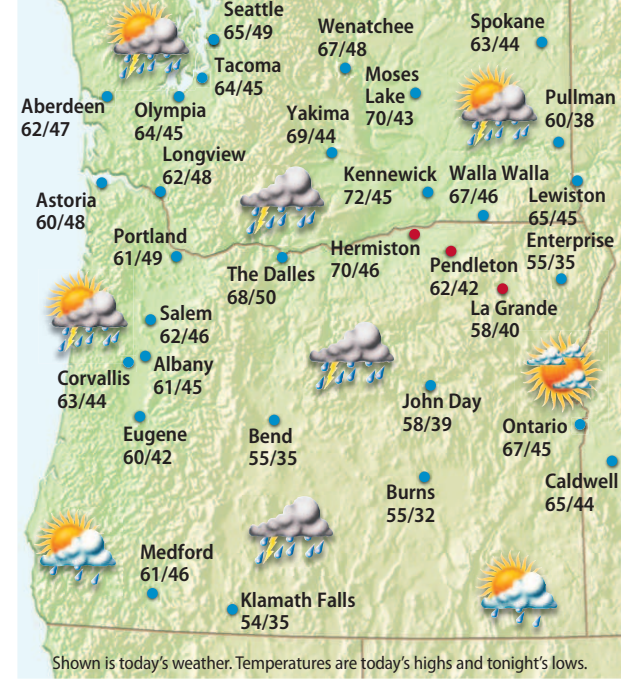 Seattle
65/49
Wenatchee
67/48
Spokane
63/44
Tacoma
64/45
Moses
Lake
70/43
Pullman
60/38
Aberdeen
62/47
Olympia
64/45
Yakima
69/44
Longview
62/48
Kennewick
72/45
Walla Walla
67/46
Lewiston
65/45
Astoria
60/48
Portland
61/49
The Dalles
68/50
Hermiston
70/46
Pendleton
62/42
Enterprise
55/35
La Grande
58/40
Salem
62/46
Albany
61/45
Corvallis
63/44
John Day
58/39
Eugene
60/42
Bend
55/35
Ontario
67/45
Burns
55/32
Caldwell
65/44
Medford
61/46
Klamath Falls
54/35
Shown is today's weather. Temperatures are today's highs and tonight's lows.